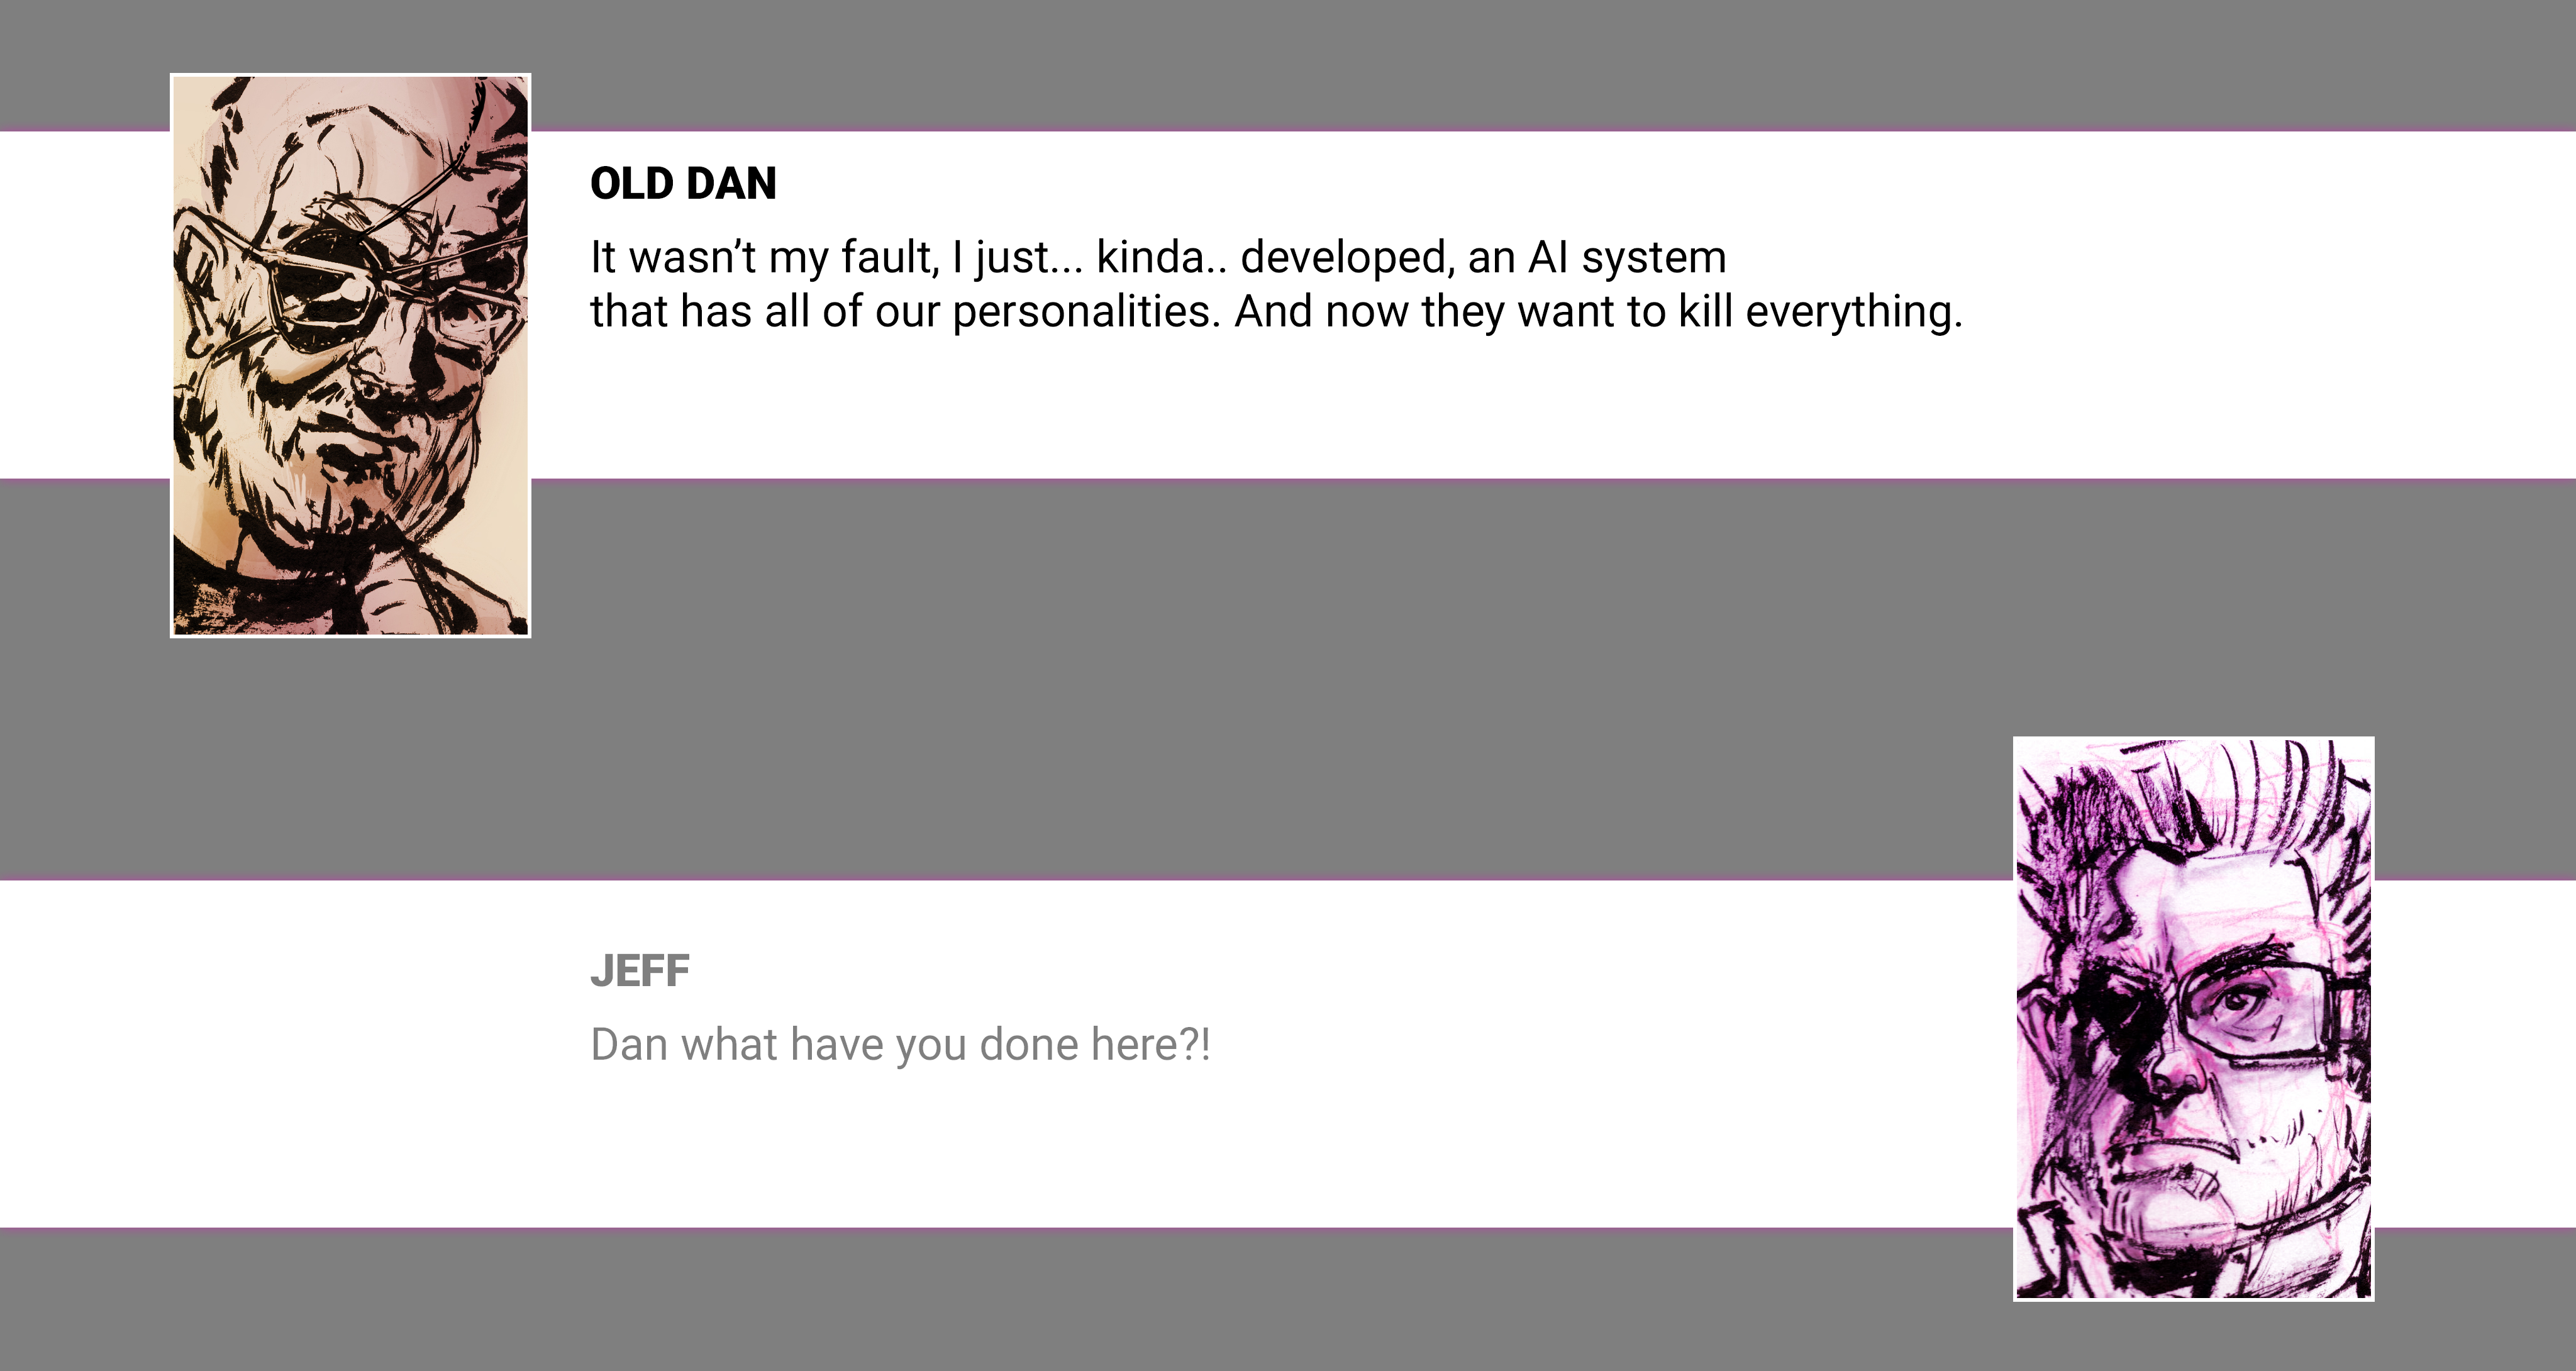 OLD DAN
It wasn’t my fault, I just... kinda.. developed, an AI system
that has all of our personalities. And now they want to kill everything.
JEFF
Dan what have you done here?!